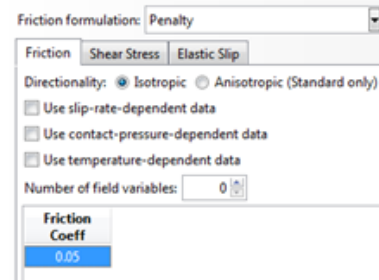 Friction formulation: Penalty
Friction Shear Stress Elastic Slip
Directionality: Isotropic Anisotropic (Standard only)
Use slip-rate-dependent data
Use contact-pressure-dependent data
Use temperature-dependent data
Number of field variables: 0
Friction
Coeff
0.05